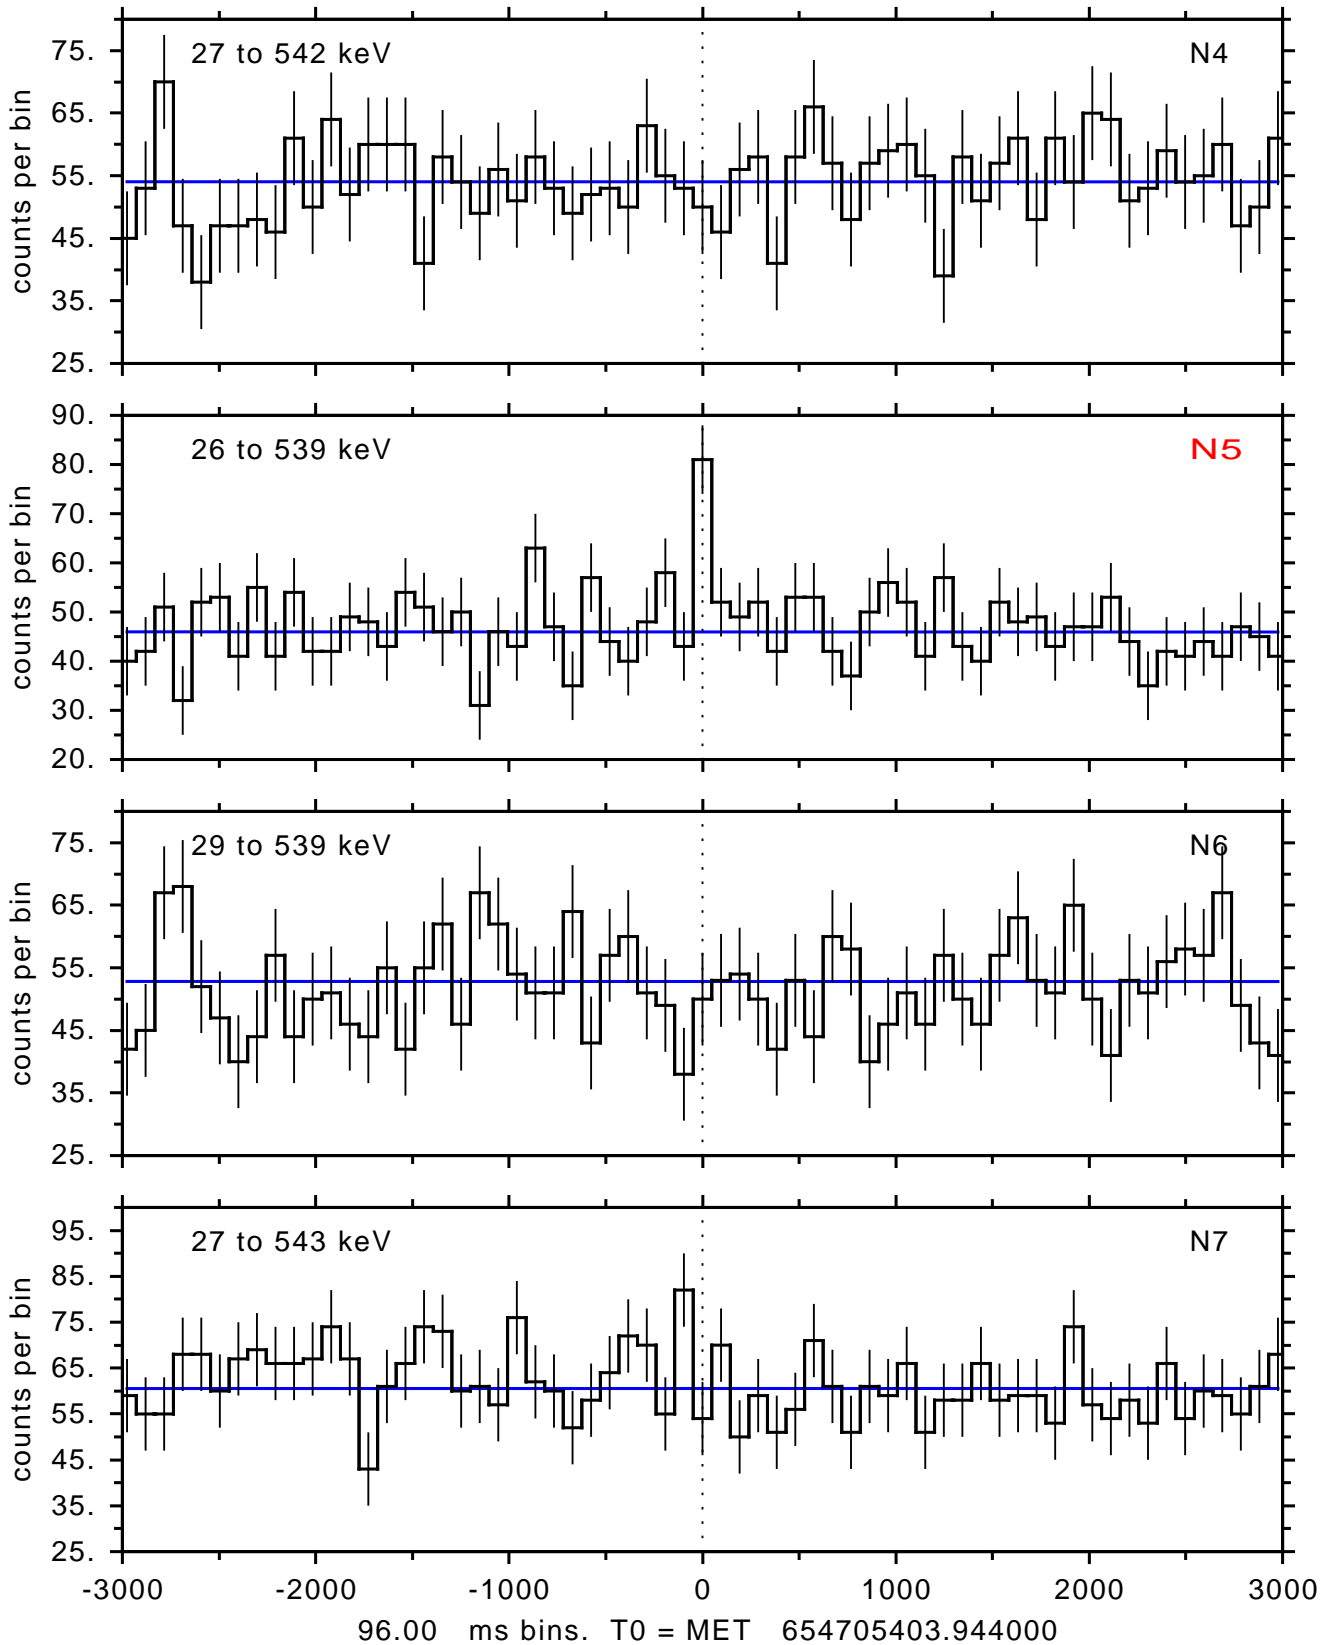 27 to 542 keV N4
75.
65.
55.
45.
35.
25.
counts per bin
26 to 539 keV N5
90.
80.
70.
60.
50.
40.
30.
20.
counts per bin
29 to 539 keV N6
75.
65.
55.
45.
35.
25.
counts per bin
27 to 543 keV N7
95.
85.
75.
65.
55.
45.
35.
25.
counts per bin
-3000 -2000 -1000 0 1000 2000 3000
96.00 ms bins. T0 = MET 654705403.944000